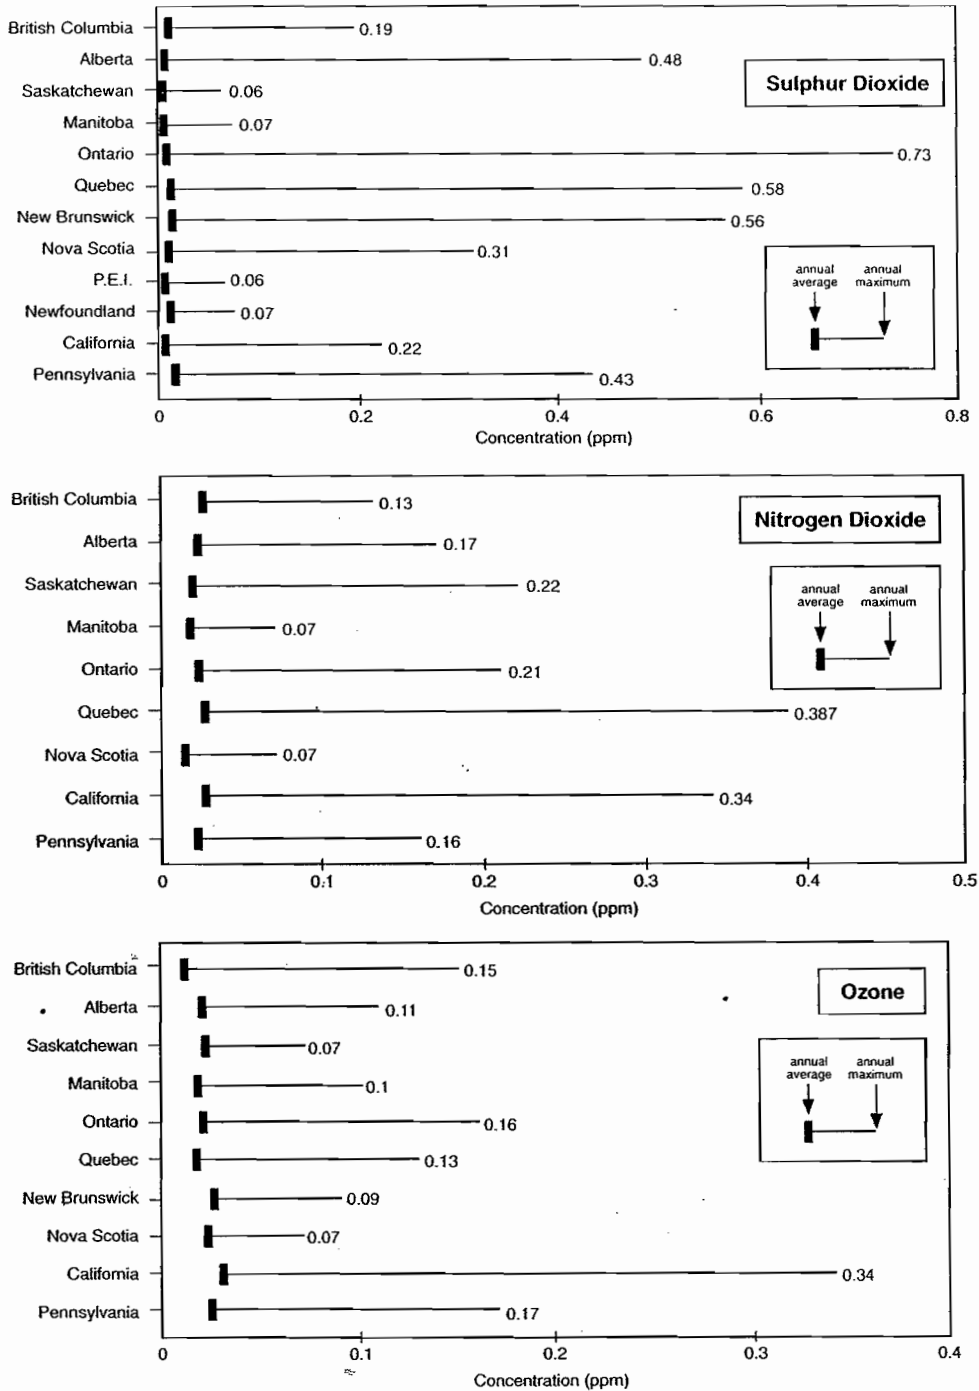 British Columbia 0.19
Alberta 0.48
Sulphur Dioxide
Saskatchewan 0.06
Manitoba 0.07
Ontario 0.73
Quebec 0.58
New Brunswick 0.56
Nova Scotia 0.31
annual annual
average maximum
P.E.I. 0.06
Newfoundland 0.07
California 0.22
Pennsylvania 0.43
0 0.2 0.4 0.6 0.8
Concentration (ppm)
British Columbia 0.13
Nitrogen Dioxide
Alberta 0.17
Saskatchewan 0.22
annual annual
average maximum
Manitoba 0.07
Ontario 0.21
Quebec 0.387
Nova Scotia 0.07
California 0.34
Pennsylvania 0.16
0 0.1 0.2 0.3 0.4 0.5
Concentration (ppm)
British Columbia 0.15
Ozone
Alberta 0.11
Saskatchewan 0.07
annual annual
average maximum
Manitoba 0.1
Ontario 0.16
Quebec 0.13
New Brunswick 0.09
Nova Scotia 0.07
California 0.34
Pennsylvania 0.17
0 0.1 0.2 0.3 0.4
Concentration (ppm)